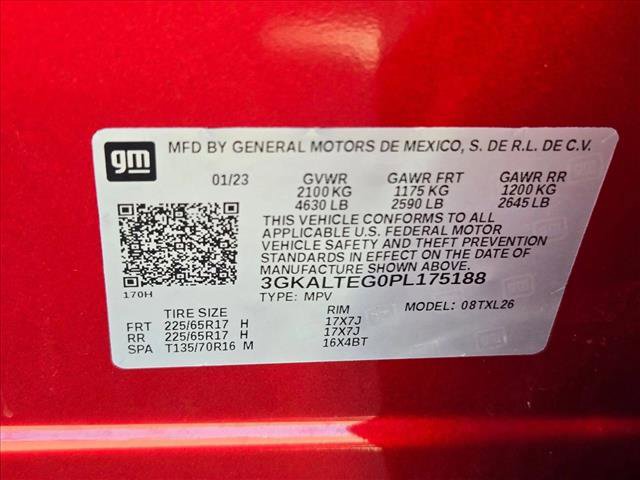 gm MFD BY GENERAL MOTORS DE MEXICO, S. DE R.L. DE C.V.
01/23 GVWR GAWR FRT GAWR RR
2100 KG 1175 KG 1200 KG
4630 LB 2590 LB 2645 LB
THIS VEHICLE CONFORMS TO ALL
APPLICABLE U.S. FEDERAL MOTOR
VEHICLE SAFETY AND THEFT PREVENTION
STANDARDS IN EFFECT ON THE DATE OF
MANUFACTURE SHOWN ABOVE.
170H 3GKALTEG0PL175188
TYPE: MPV MODEL: 08TXL26
TIRE SIZE RIM
FRT 225/65R17 H 17X7J
RR 225/65R17 H 17X7J
SPA T135/70R16 M 16X4BT